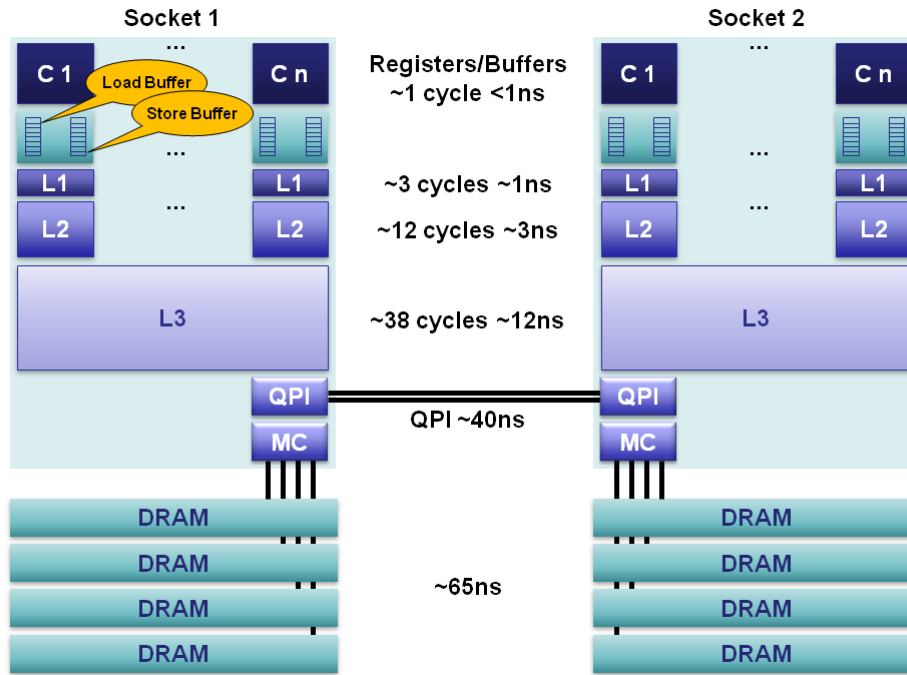 Socket 1
Socket 2
...
...
C 1
C n
Registers/Buffers
~1 cycle <1ns
C 1
C n
Load Buffer
Store Buffer
...
...
L1
L1
~3 cycles ~1ns
L1
L1
...
...
L2
L2
~12 cycles ~3ns
L2
L2
L3
~38 cycles ~12ns
L3
QPI
QPI
QPI ~40ns
MC
MC
DRAM
DRAM
DRAM
DRAM
~65ns
DRAM
DRAM
DRAM
DRAM